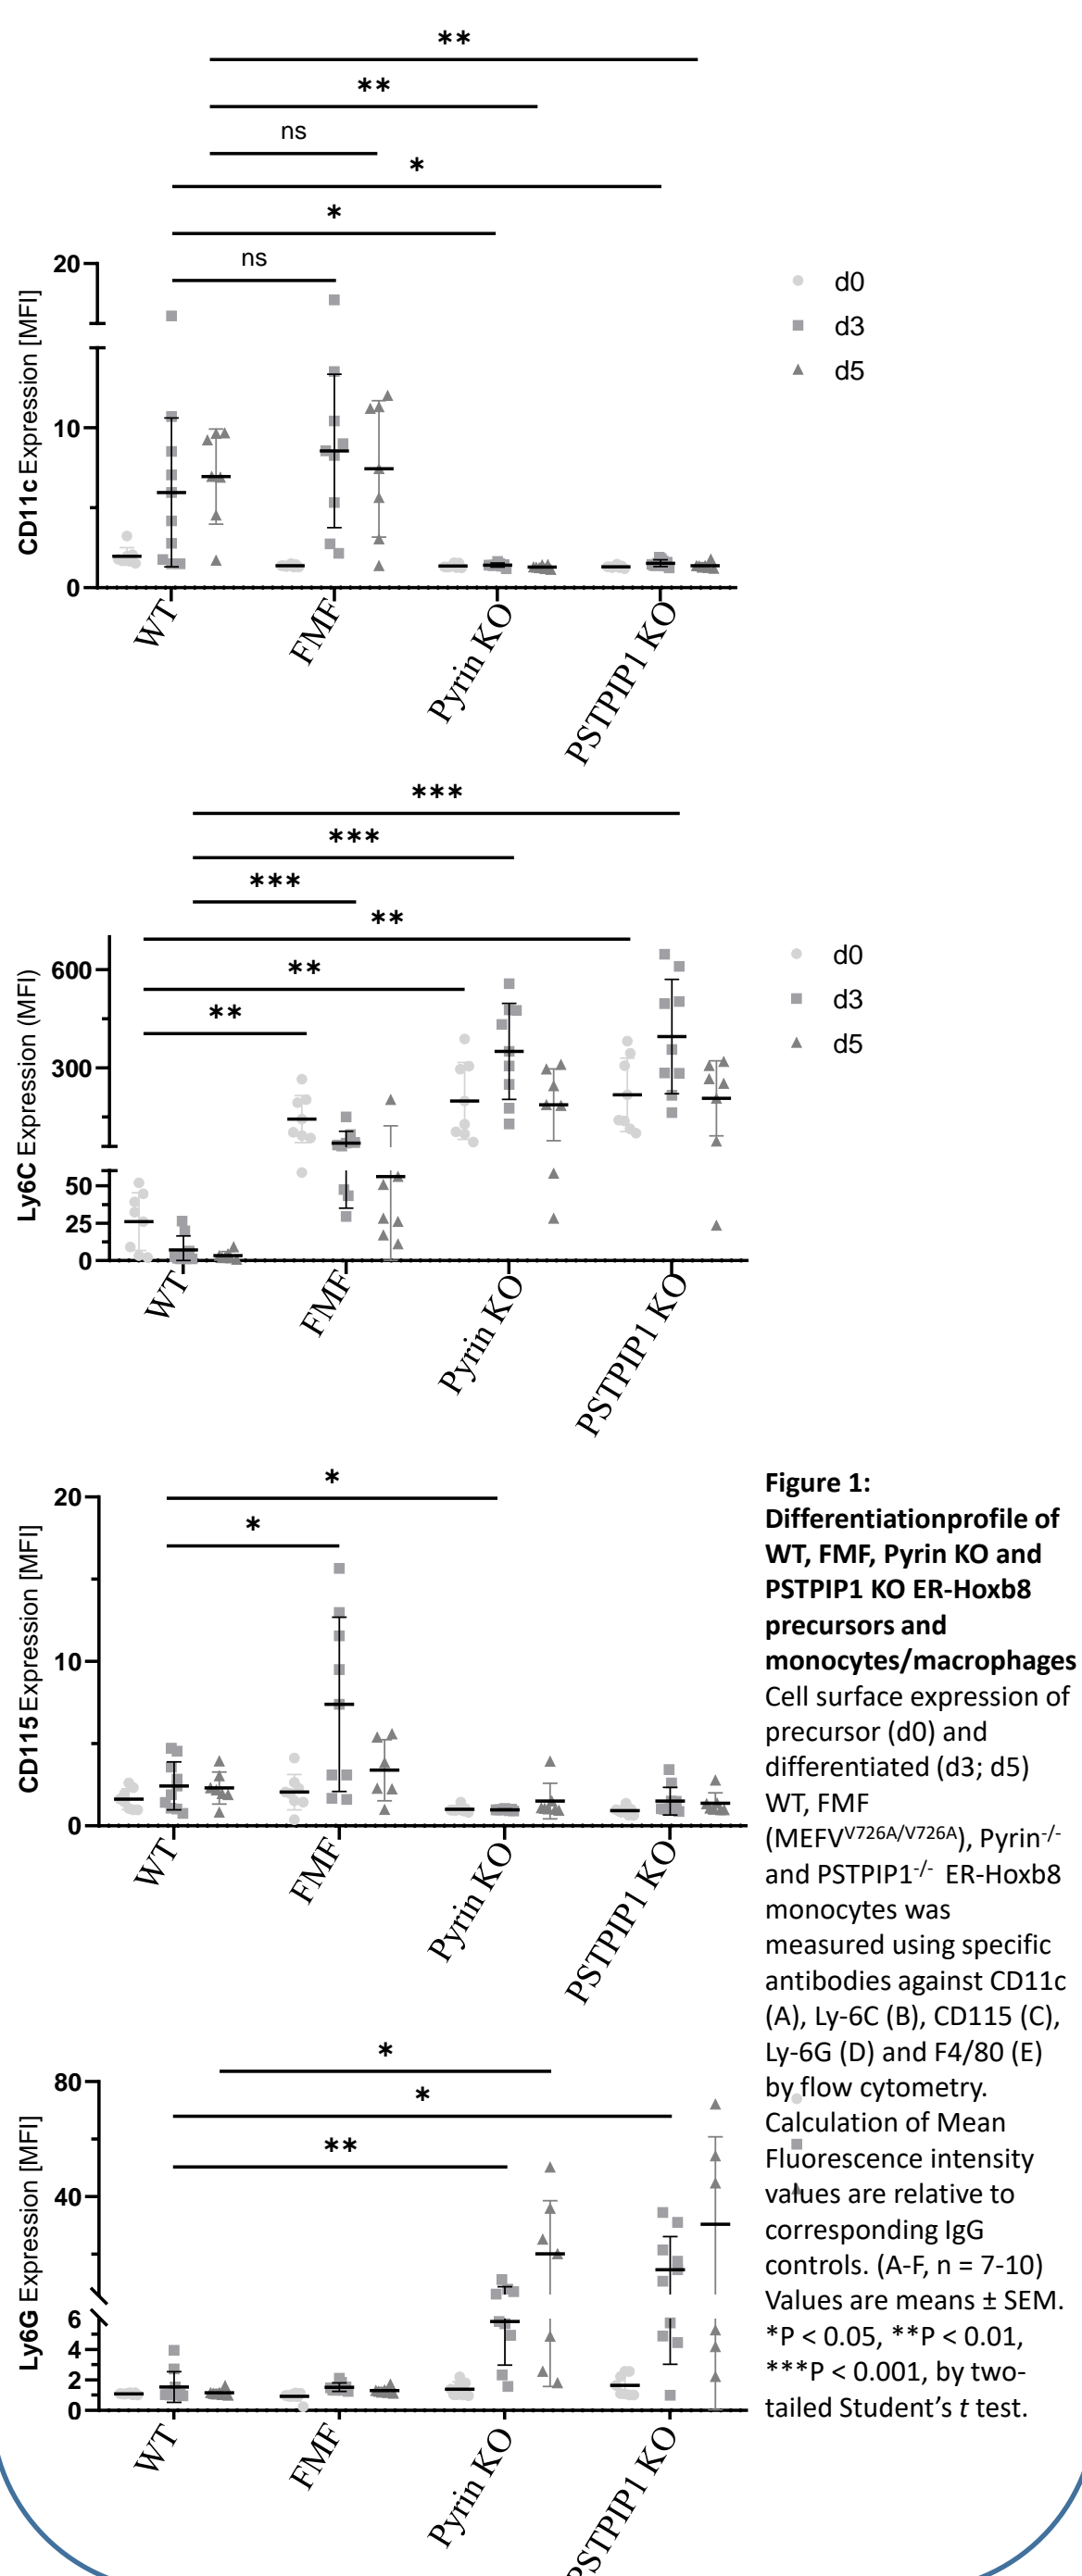 **
**
ns
*
*
ns
20
10
0
CD11c Expression [MFI]
d0
d3
d5
WT
FMF
Pyrin KO
PSTPIP1 KO
***
***
***
**
**
**
600
300
50
25
0
Ly6C Expression (MFI)
d0
d3
d5
WT
FMF
Pyrin KO
PSTPIP1 KO
*
*
20
10
0
CD115 Expression [MFI]
WT
FMF
Pyrin KO
PSTPIP1 KO
*
*
**
80
40
6
4
2
0
Ly6G Expression [MFI]
WT
FMF
Pyrin KO
PSTPIP1 KO
Figure 1:
Differentiationprofile of
WT, FMF, Pyrin KO and
PSTPIP1 KO ER-Hoxb8
precursors and
monocytes/macrophages
Cell surface expression of
precursor (d0) and
differentiated (d3; d5)
WT, FMF
(MEFV^V726A/V726A), Pyrin^-/-
and PSTPIP1^-/- ER-Hoxb8
monocytes was
measured using specific
antibodies against CD11c
(A), Ly-6C (B), CD115 (C),
Ly-6G (D) and F4/80 (E)
by flow cytometry.
Calculation of Mean
Fluorescence intensity
values are relative to
corresponding IgG
controls. (A-F, n = 7-10)
Values are means ± SEM.
*P < 0.05, **P < 0.01,
***P < 0.001, by two-
tailed Student's t test.